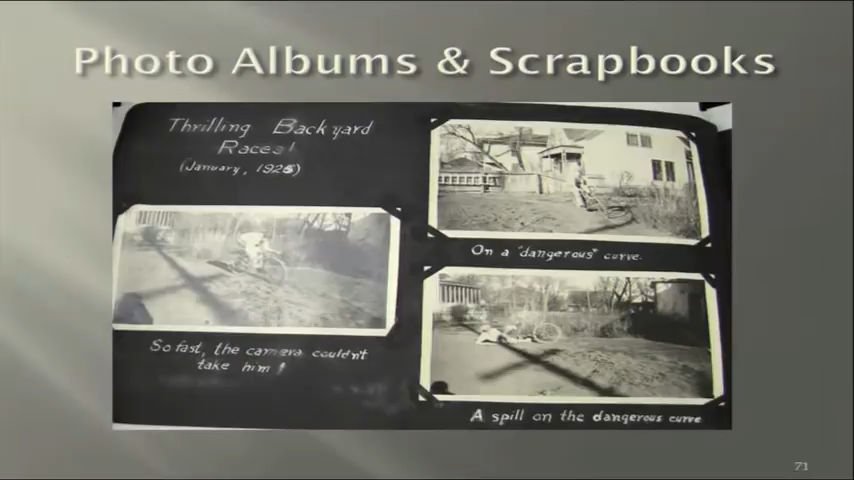 Photo Albums & Scrapbooks
Thrilling Backyard
Races!
(January, 1925)
On a "dangerous" curve.
So fast, the camera couldn't
take him!
A spill on the dangerous curve
71